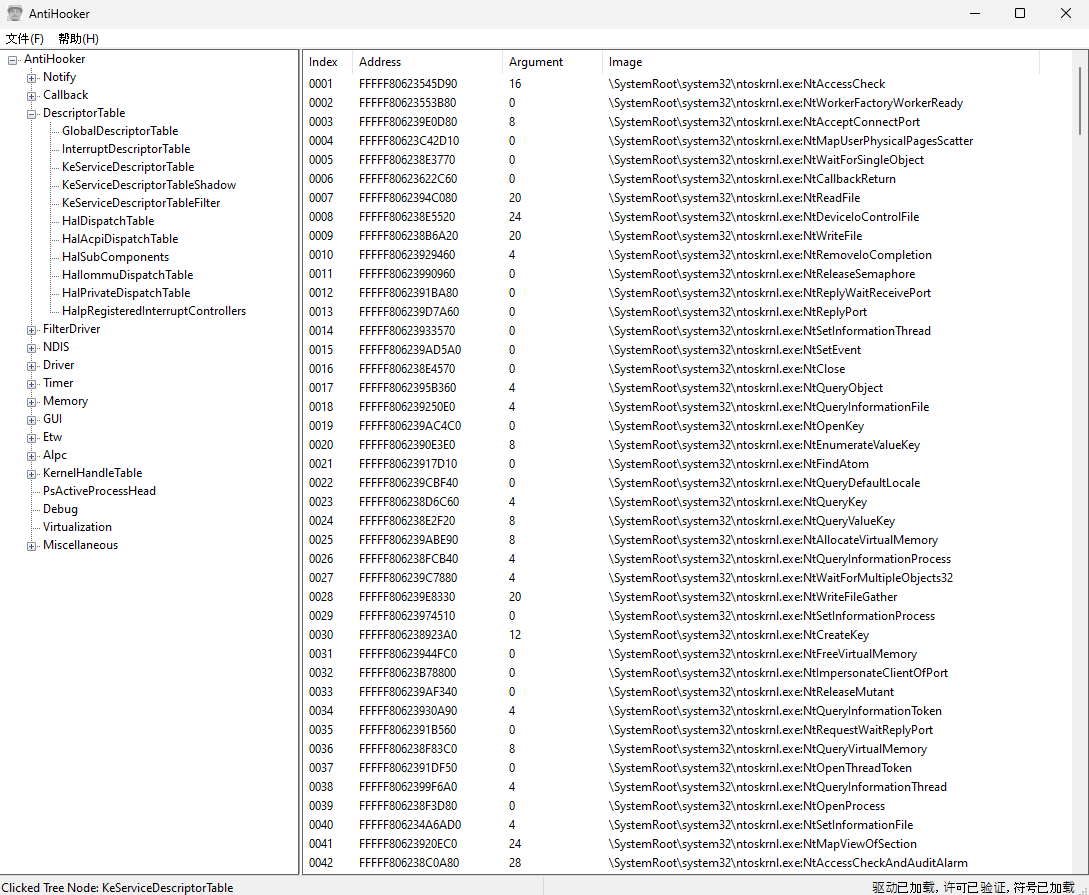 AntiHooker
文件(F) 帮助(H)
AntiHooker
Notify
Callback
DescriptorTable
GlobalDescriptorTable
InterruptDescriptorTable
KeServiceDescriptorTable
KeServiceDescriptorTableShadow
KeServiceDescriptorTableFilter
HalDispatchTable
HalAcpiDispatchTable
HalSubComponents
HalIommuDispatchTable
HalPrivateDispatchTable
HalpRegisteredInterruptControllers
FilterDriver
NDIS
Driver
Timer
Memory
GUI
Etw
Alpc
KernelHandleTable
PsActiveProcessHead
Debug
Virtualization
Miscellaneous
Index Address Argument Image
0001 FFFFF80623545D90 16 \SystemRoot\system32\ntoskrnl.exe:NtAccessCheck
0002 FFFFF80623553B80 0 \SystemRoot\system32\ntoskrnl.exe:NtWorkerFactoryWorkerReady
0003 FFFFF806239E0D80 8 \SystemRoot\system32\ntoskrnl.exe:NtAcceptConnectPort
0004 FFFFF80623C42D10 0 \SystemRoot\system32\ntoskrnl.exe:NtMapUserPhysicalPagesScatter
0005 FFFFF806238E3770 0 \SystemRoot\system32\ntoskrnl.exe:NtWaitForSingleObject
0006 FFFFF80623622C60 0 \SystemRoot\system32\ntoskrnl.exe:NtCallbackReturn
0007 FFFFF8062394C080 20 \SystemRoot\system32\ntoskrnl.exe:NtReadFile
0008 FFFFF806238E5520 24 \SystemRoot\system32\ntoskrnl.exe:NtDeviceIoControlFile
0009 FFFFF806238B6A20 20 \SystemRoot\system32\ntoskrnl.exe:NtWriteFile
0010 FFFFF80623929460 4 \SystemRoot\system32\ntoskrnl.exe:NtRemoveIoCompletion
0011 FFFFF80623990960 0 \SystemRoot\system32\ntoskrnl.exe:NtReleaseSemaphore
0012 FFFFF8062391BA80 0 \SystemRoot\system32\ntoskrnl.exe:NtReplyWaitReceivePort
0013 FFFFF806239D7A60 0 \SystemRoot\system32\ntoskrnl.exe:NtReplyPort
0014 FFFFF80623933570 0 \SystemRoot\system32\ntoskrnl.exe:NtSetInformationThread
0015 FFFFF806239AD5A0 0 \SystemRoot\system32\ntoskrnl.exe:NtSetEvent
0016 FFFFF806238E4570 0 \SystemRoot\system32\ntoskrnl.exe:NtClose
0017 FFFFF8062395B360 4 \SystemRoot\system32\ntoskrnl.exe:NtQueryObject
0018 FFFFF806239250E0 4 \SystemRoot\system32\ntoskrnl.exe:NtQueryInformationFile
0019 FFFFF806239AC4C0 0 \SystemRoot\system32\ntoskrnl.exe:NtOpenKey
0020 FFFFF8062390E3E0 8 \SystemRoot\system32\ntoskrnl.exe:NtEnumerateValueKey
0021 FFFFF80623917D10 0 \SystemRoot\system32\ntoskrnl.exe:NtFindAtom
0022 FFFFF806239CBF40 0 \SystemRoot\system32\ntoskrnl.exe:NtQueryDefaultLocale
0023 FFFFF806238D6C60 4 \SystemRoot\system32\ntoskrnl.exe:NtQueryKey
0024 FFFFF806238E2F20 8 \SystemRoot\system32\ntoskrnl.exe:NtQueryValueKey
0025 FFFFF806239ABE90 8 \SystemRoot\system32\ntoskrnl.exe:NtAllocateVirtualMemory
0026 FFFFF806238FCB40 4 \SystemRoot\system32\ntoskrnl.exe:NtQueryInformationProcess
0027 FFFFF806239C7880 4 \SystemRoot\system32\ntoskrnl.exe:NtWaitForMultipleObjects32
0028 FFFFF806239E8330 20 \SystemRoot\system32\ntoskrnl.exe:NtWriteFileGather
0029 FFFFF80623974510 0 \SystemRoot\system32\ntoskrnl.exe:NtSetInformationProcess
0030 FFFFF806238923A0 12 \SystemRoot\system32\ntoskrnl.exe:NtCreateKey
0031 FFFFF80623944FC0 0 \SystemRoot\system32\ntoskrnl.exe:NtFreeVirtualMemory
0032 FFFFF80623B78800 0 \SystemRoot\system32\ntoskrnl.exe:NtImpersonateClientOfPort
0033 FFFFF806239AF340 0 \SystemRoot\system32\ntoskrnl.exe:NtReleaseMutant
0034 FFFFF80623930A90 4 \SystemRoot\system32\ntoskrnl.exe:NtQueryInformationToken
0035 FFFFF8062391B560 0 \SystemRoot\system32\ntoskrnl.exe:NtRequestWaitReplyPort
0036 FFFFF806238F83C0 8 \SystemRoot\system32\ntoskrnl.exe:NtQueryVirtualMemory
0037 FFFFF8062391DF50 0 \SystemRoot\system32\ntoskrnl.exe:NtOpenThreadToken
0038 FFFFF8062399F6A0 4 \SystemRoot\system32\ntoskrnl.exe:NtQueryInformationThread
0039 FFFFF806238F3D80 0 \SystemRoot\system32\ntoskrnl.exe:NtOpenProcess
0040 FFFFF806234A6AD0 4 \SystemRoot\system32\ntoskrnl.exe:NtSetInformationFile
0041 FFFFF80623920EC0 24 \SystemRoot\system32\ntoskrnl.exe:NtMapViewOfSection
0042 FFFFF806238C0A80 28 \SystemRoot\system32\ntoskrnl.exe:NtAccessCheckAndAuditAlarm
Clicked Tree Node: KeServiceDescriptorTable 驱动已加载, 许可已验证, 符号已加载